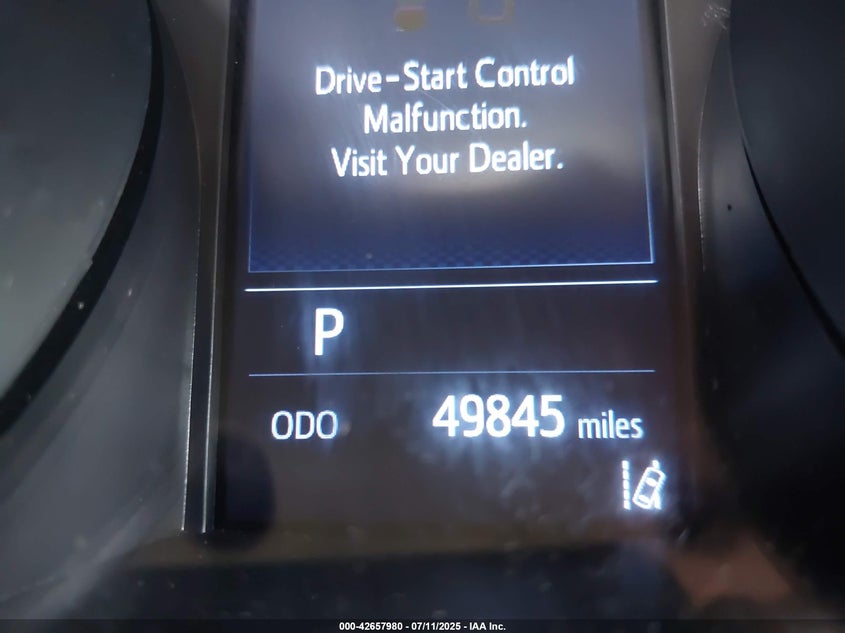 Drive-Start Control
Malfunction.
Visit Your Dealer.
P
ODO 49845 miles
000-42657980 - 07/11/2025 - IAA Inc.